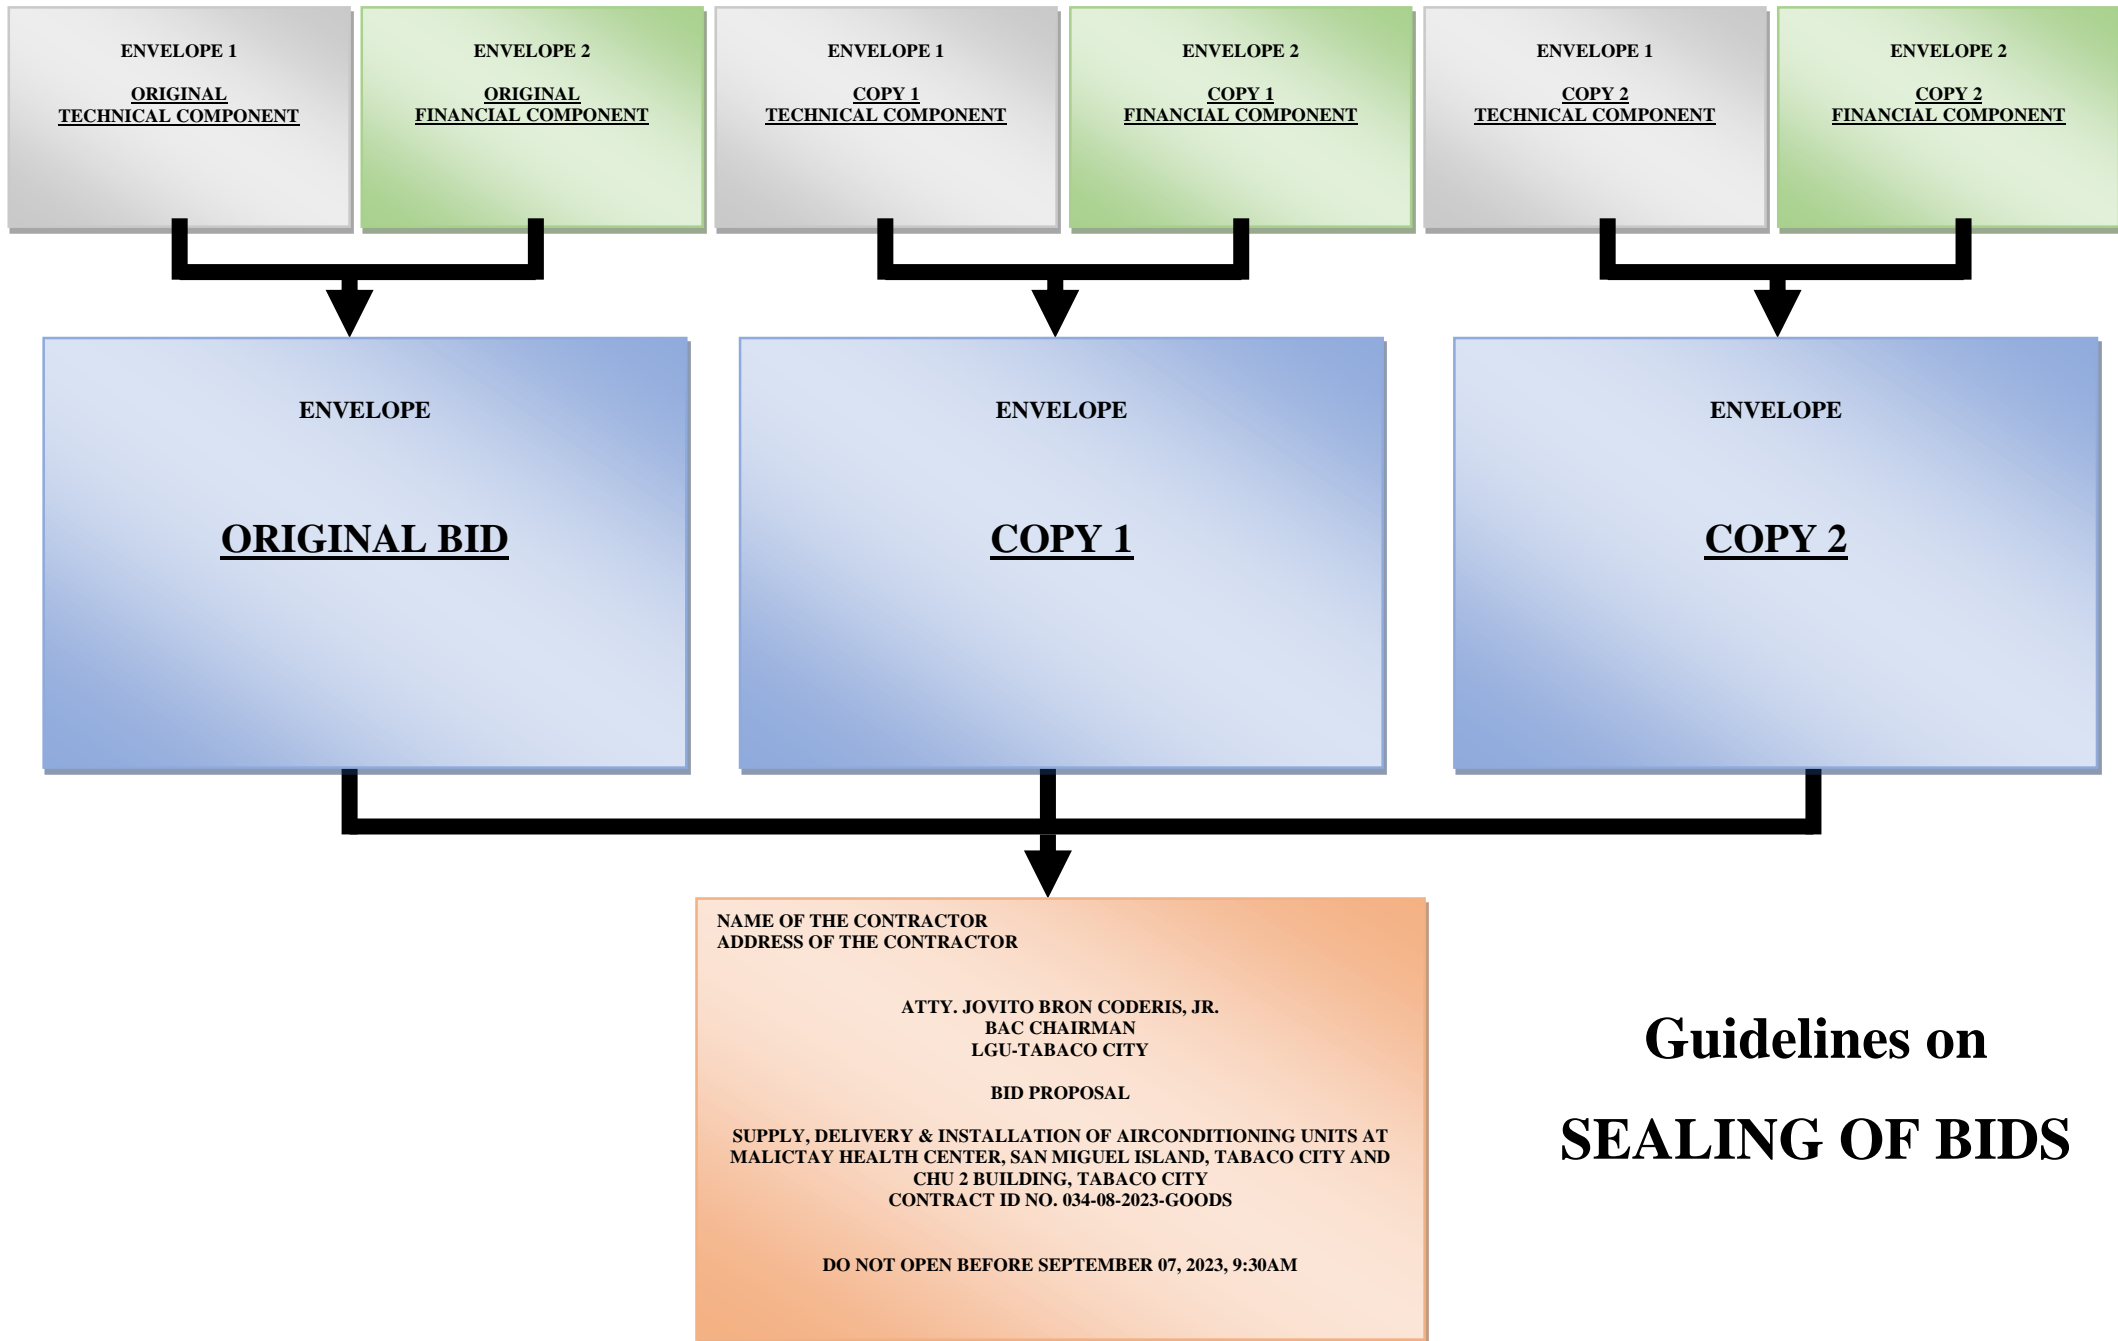 ENVELOPE 1
ORIGINAL
TECHNICAL COMPONENT
ENVELOPE 2
ORIGINAL
FINANCIAL COMPONENT
ENVELOPE 1
COPY 1
TECHNICAL COMPONENT
ENVELOPE 2
COPY 1
FINANCIAL COMPONENT
ENVELOPE 1
COPY 2
TECHNICAL COMPONENT
ENVELOPE 2
COPY 2
FINANCIAL COMPONENT
ENVELOPE
ORIGINAL BID
ENVELOPE
COPY 1
ENVELOPE
COPY 2
NAME OF THE CONTRACTOR
ADDRESS OF THE CONTRACTOR
ATTY. JOVITO BRON CODERIS, JR.
BAC CHAIRMAN
LGU-TABACO CITY
BID PROPOSAL
SUPPLY, DELIVERY & INSTALLATION OF AIRCONDITIONING UNITS AT
MALICTAY HEALTH CENTER, SAN MIGUEL ISLAND, TABACO CITY AND
CHU 2 BUILDING, TABACO CITY
CONTRACT ID NO. 034-08-2023-GOODS
DO NOT OPEN BEFORE SEPTEMBER 07, 2023, 9:30AM
Guidelines on
SEALING OF BIDS